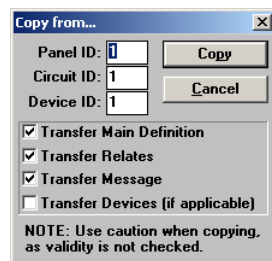 Copy from...
Panel ID: 1 Copy
Circuit ID: 1
Device ID: 1 Cancel
Transfer Main Definition
Transfer Relates
Transfer Message
Transfer Devices (if applicable)
NOTE: Use caution when copying,
as validity is not checked.